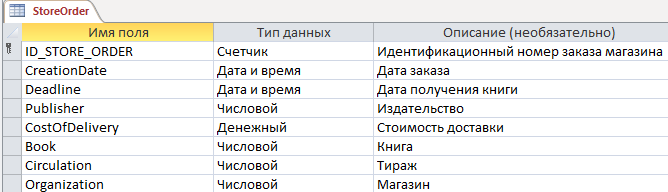 StoreOrder
Имя поля Тип данных Описание (необязательно)
ID_STORE_ORDER Счетчик Идентификационный номер заказа магазина
CreationDate Дата и время Дата заказа
Deadline Дата и время Дата получения книги
Publisher Числовой Издательство
CostOfDelivery Денежный Стоимость доставки
Book Числовой Книга
Circulation Числовой Тираж
Organization Числовой Магазин